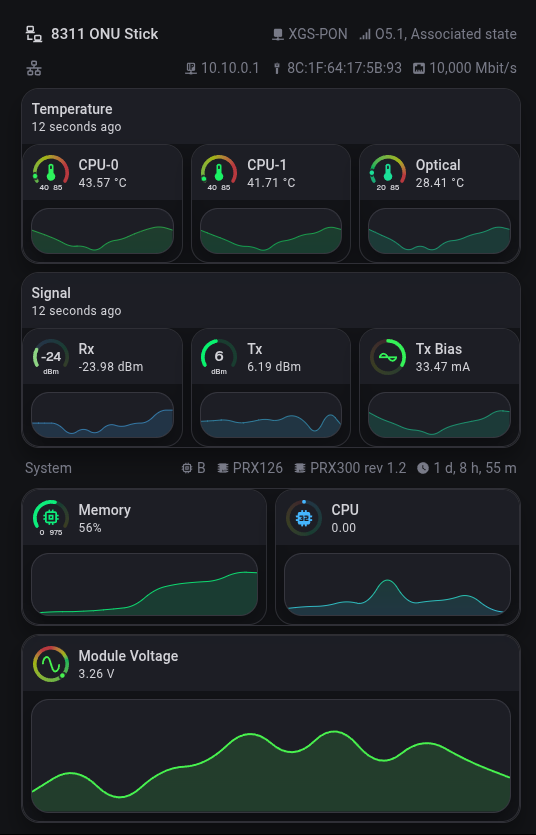 8311 ONU Stick XGS-PON O5.1, Associated state
10.10.0.1 8C:1F:64:17:5B:93 10,000 Mbit/s
Temperature
12 seconds ago
CPU-0
43.57 °C
40 85
CPU-1
41.71 °C
40 85
Optical
28.41 °C
20 85
Signal
12 seconds ago
Rx
-23.98 dBm
-24
dBm
Tx
6.19 dBm
6
dBm
Tx Bias
33.47 mA
System B PRX126 PRX300 rev 1.2 1 d, 8 h, 55 m
Memory
56%
0 975
CPU
0.00
32
Module Voltage
3.26 V